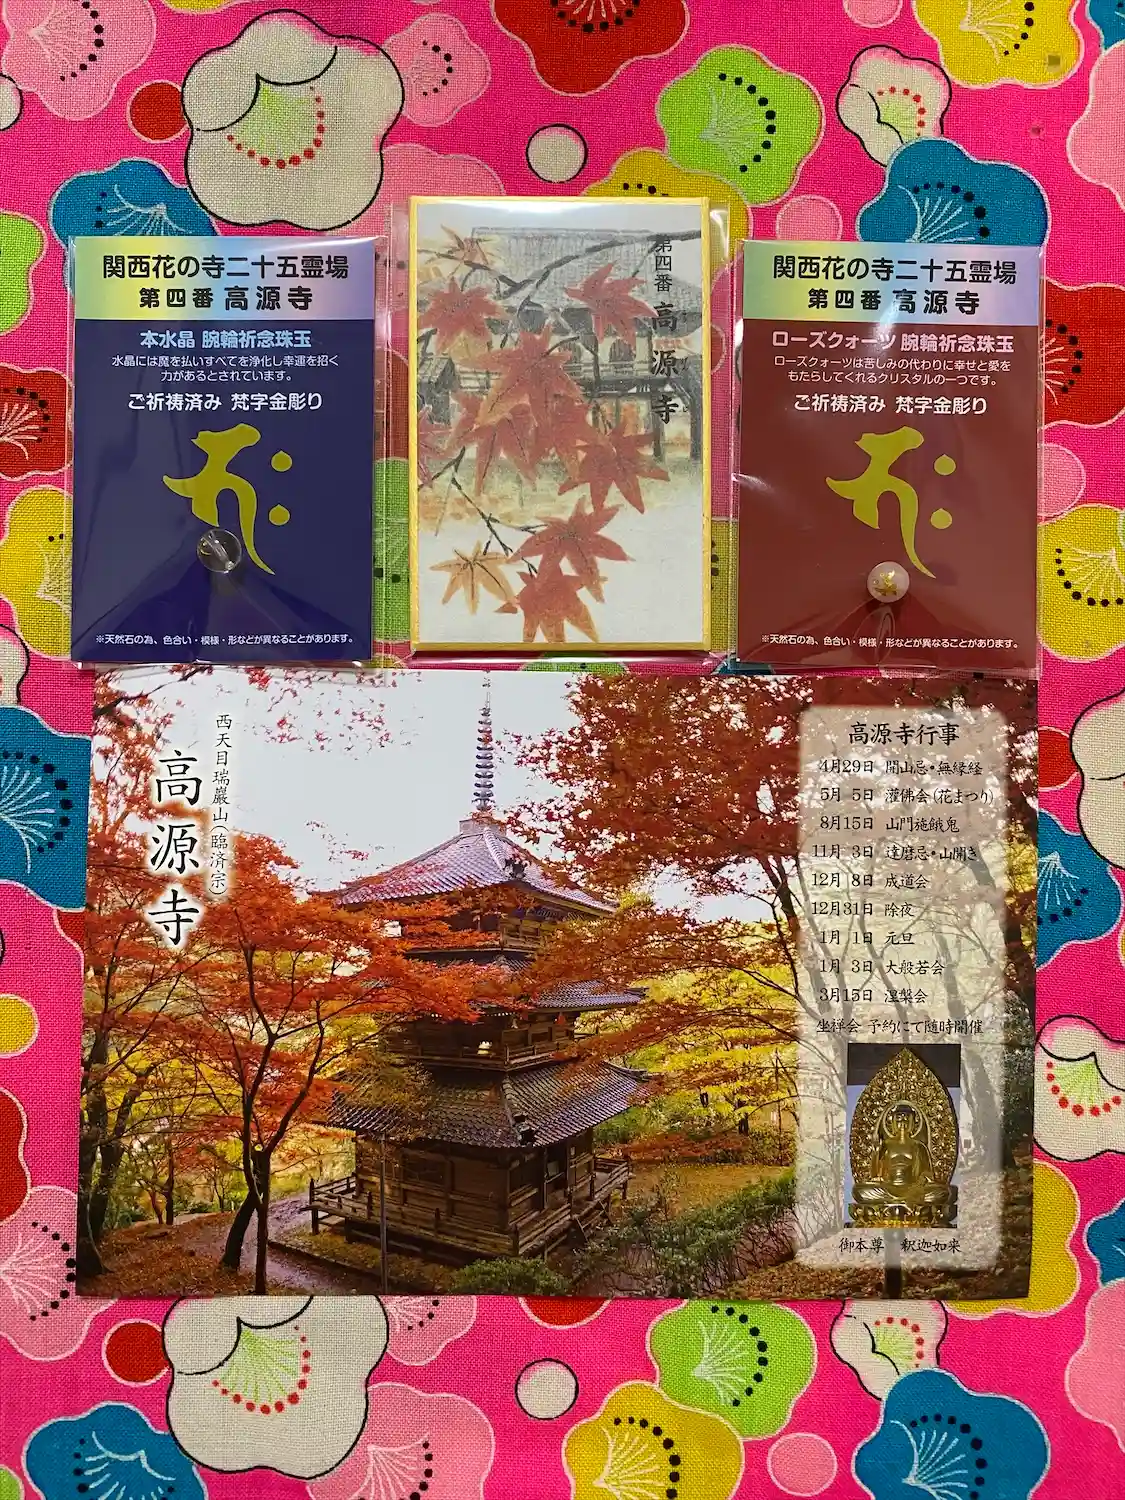 関西花の寺二十五霊場
第四番 高源寺
本水晶 腕輪祈念珠玉
水晶には魔を払いすべてを浄化し幸運を招く
力があるとされています。
ご祈祷済み 梵字金彫り
※天然石の為、色合い・模様・形などが異なることがあります。
第四番 高源寺
関西花の寺二十五霊場
第四番 高源寺
ローズクォーツ 腕輪祈念珠玉
ローズクォーツは苦しみの代わりに幸せと愛を
もたらしてくれるクリスタルの一つです。
ご祈祷済み 梵字金彫り
※天然石の為、色合い・模様・形などが異なることがあります。
西天目瑞巖山(臨済宗)
高源寺
高源寺行事
4月29日 開山忌・無縁経
5月 5日 灌佛会(花まつり)
8月15日 山門施餓鬼
11月 3日 達磨忌・山開き
12月 8日 成道会
12月31日 除夜
1月 1日 元旦
1月 3日 大般若会
3月15日 涅槃会
坐禅会 予約にて随時開催
御本尊 釈迦如来